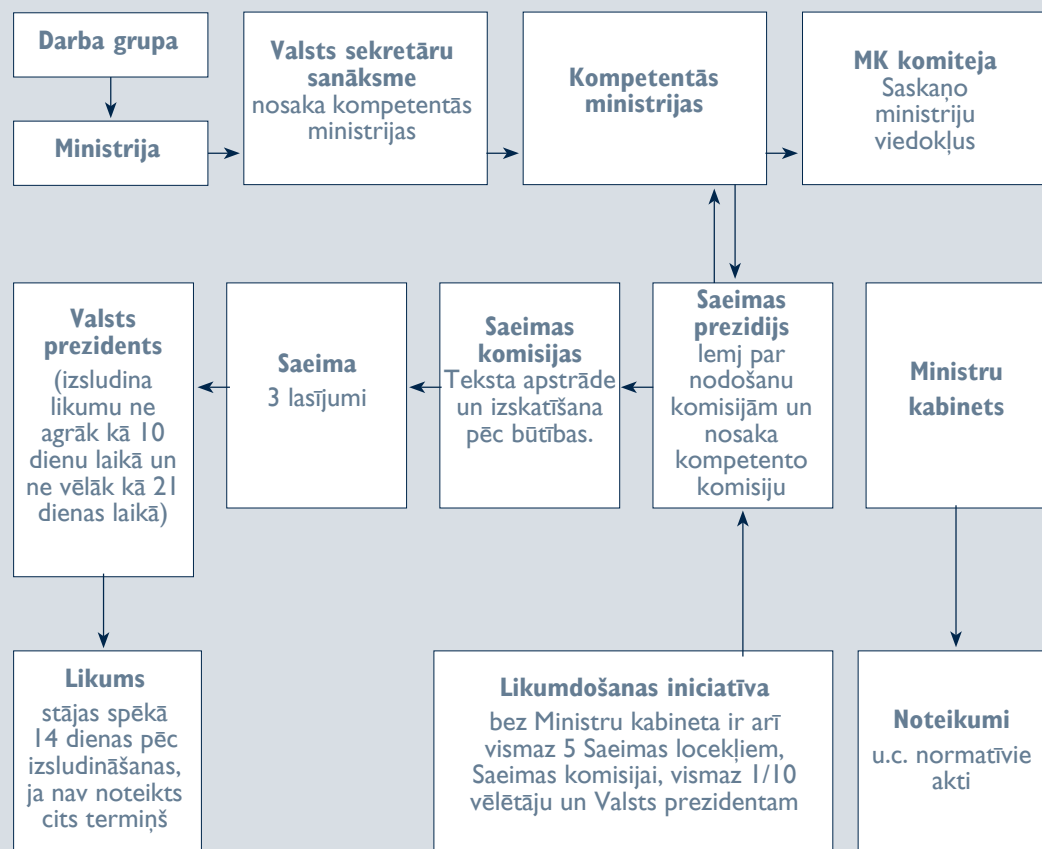 Darba grupa
Ministrija
Valsts sekretāru
sanāksme
nosaka kompetentās
ministrijas
Kompetentās
ministrijas
MK komiteja
Saskaņo
ministriju
viedokļus
Valsts
prezidents
(izsludina
likumu ne
agrāk kā 10
dienu laikā un
ne vēlāk kā 21
dienas laikā)
Saeima
3 lasījumi
Saeimas
komisijas
Teksta apstrāde
un izskatīšana
pēc būtības.
Saeimas
prezidijs
lemj par
nodošanu
komisijām un
nosaka
kompetento
komisiju
Ministru
kabinets
Likums
stājas spēkā
14 dienas pēc
izsludināšanas,
ja nav noteikts
cits termiņš
Likumdošanas iniciatīva
bez Ministru kabineta ir arī
vismaz 5 Saeimas locekļiem,
Saeimas komisijai, vismaz 1/10
vēlētāju un Valsts prezidentam
Noteikumi
u.c. normatīvie
akti